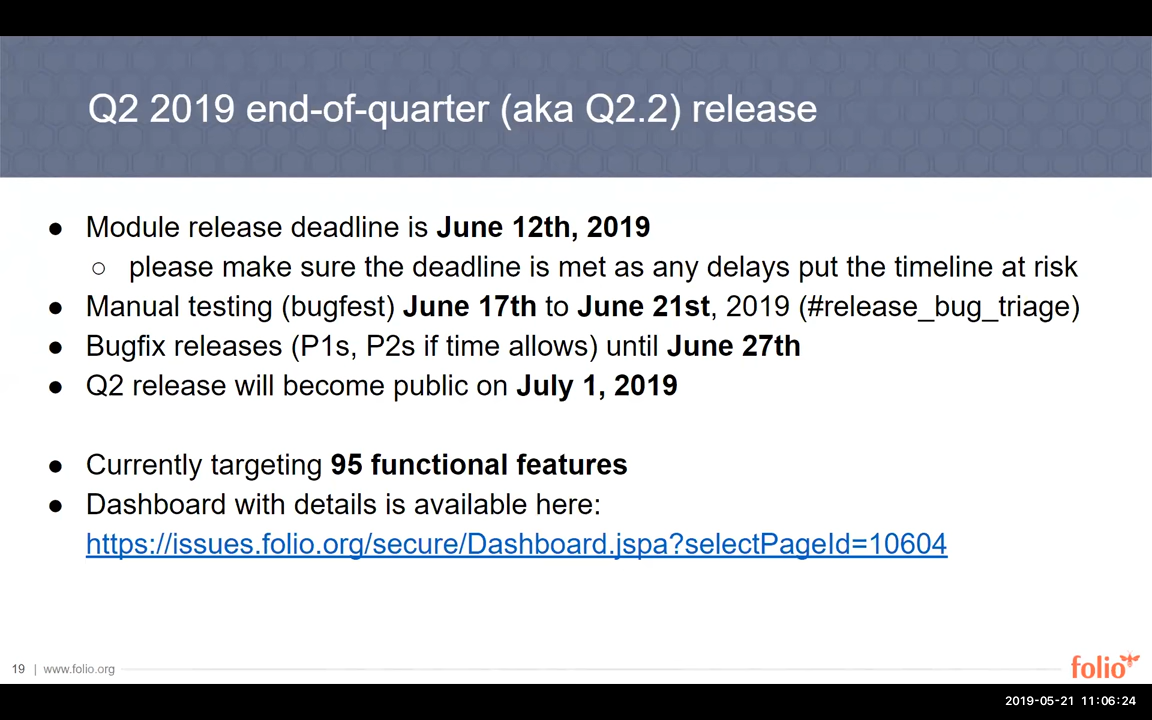 Q2 2019 end-of-quarter (aka Q2.2) release
● Module release deadline is June 12th, 2019
○ please make sure the deadline is met as any delays put the timeline at risk
● Manual testing (bugfest) June 17th to June 21st, 2019 (#release_bug_triage)
● Bugfix releases (P1s, P2s if time allows) until June 27th
● Q2 release will become public on July 1, 2019
● Currently targeting 95 functional features
● Dashboard with details is available here:
https://issues.folio.org/secure/Dashboard.jspa?selectPageId=10604
19 | www.folio.org
folio
2019-05-21 11:06:24